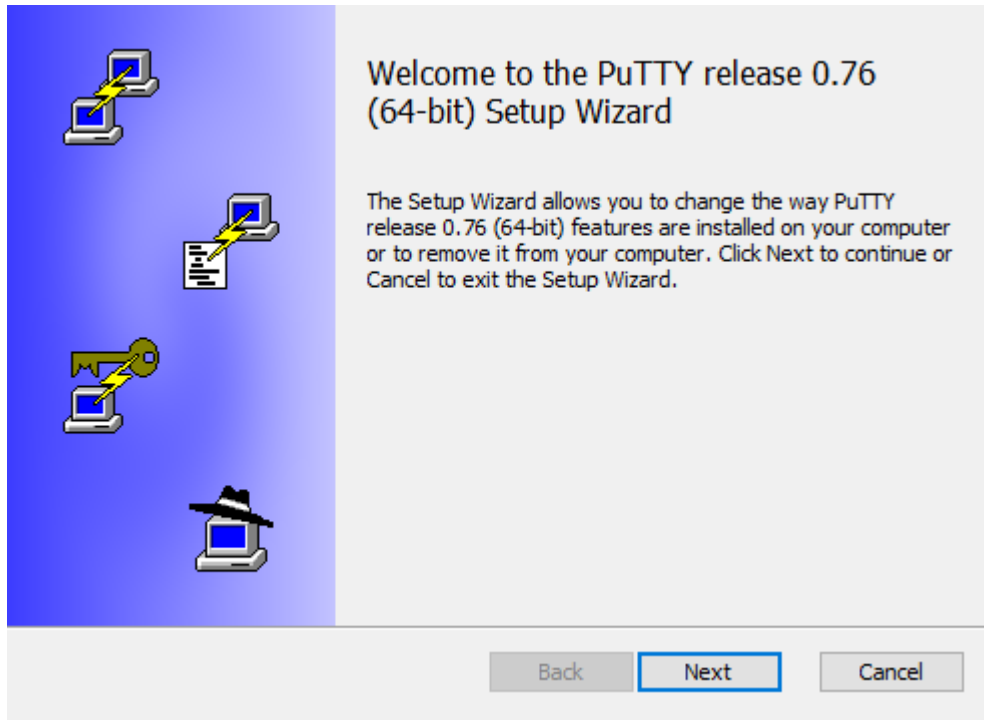 Welcome to the PuTTY release 0.76
(64-bit) Setup Wizard
The Setup Wizard allows you to change the way PuTTY
release 0.76 (64-bit) features are installed on your computer
or to remove it from your computer. Click Next to continue or
Cancel to exit the Setup Wizard.
Back Next Cancel